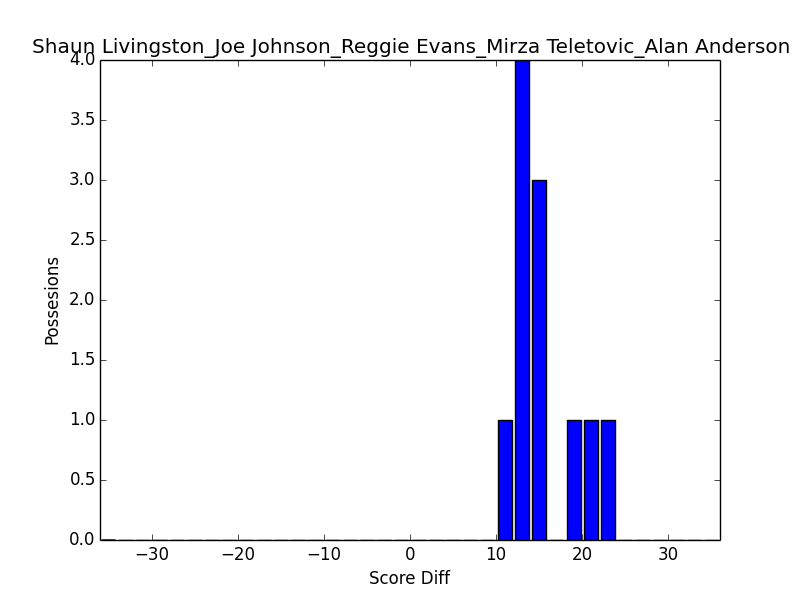 Shaun Livingston_Joe Johnson_Reggie Evans_Mirza Teletovic_Alan Anderson
4.0
3.5
3.0
2.5
2.0
1.5
1.0
0.5
0.0
Possesions
−30 −20 −10 0 10 20 30
Score Diff